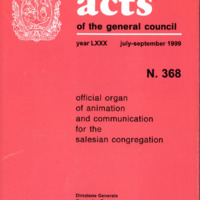 acts
of the general council
year LXXX july-september 1999
N. 368
official organ
of animation
and communication
for the
salesian congregation
Direzione Generale